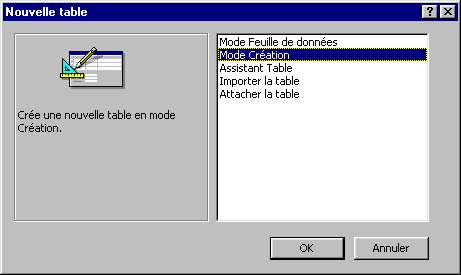 Nouvelle table
Mode Feuille de données
Mode Création
Assistant Table
Importer la table
Attacher la table
Crée une nouvelle table en mode
Création.
OK
Annuler